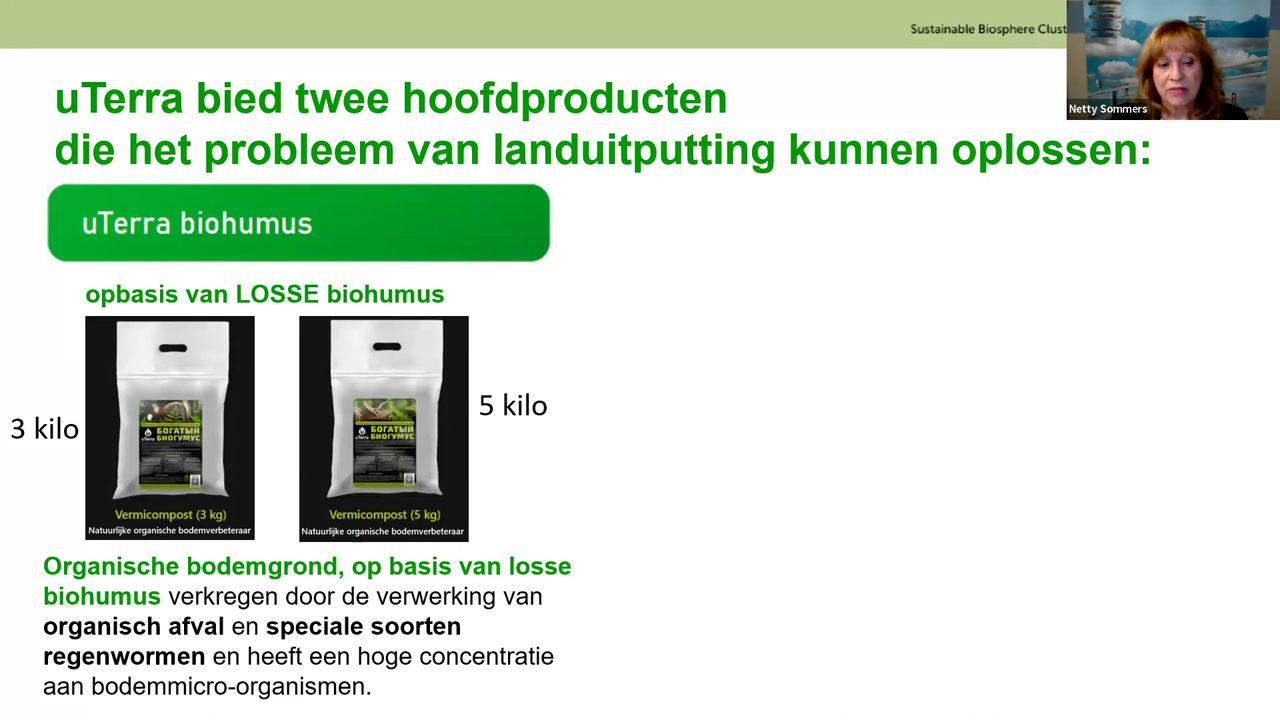 Sustainable Biosphere Clust
Netty Sommers
uTerra bied twee hoofdproducten
die het probleem van landuitputting kunnen oplossen:
uTerra biohumus
opbasis van LOSSE biohumus
3 kilo
uTerra
БОГАТЫЙ
БИОГУМУС
Vermicompost (3 kg)
Natuurlijke organische bodemverbeteraar
uTerra
БОГАТЫЙ
БИОГУМУС
Vermicompost (5 kg)
Natuurlijke organische bodemverbeteraar
5 kilo
Organische bodemgrond, op basis van losse
biohumus verkregen door de verwerking van
organisch afval en speciale soorten
regenwormen en heeft een hoge concentratie
aan bodemmicro-organismen.